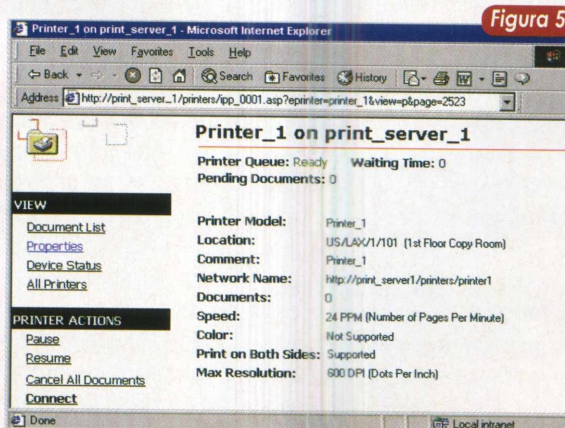 Figura 5
Printer_1 on print_server_1 - Microsoft Internet Explorer
File Edit View Favorites Tools Help
Back Search Favorites History
Address http://print_server_1/printers/ipp_0001.asp?eprinter=printer_1&view=p&page=2523
Printer_1 on print_server_1
Printer Queue: Ready Waiting Time: 0
Pending Documents: 0
VIEW
Document List
Properties
Device Status
All Printers
PRINTER ACTIONS
Pause
Resume
Cancel All Documents
Connect
Printer Model: Printer_1
Location: US/LAX/1/101 (1st Floor Copy Room)
Comment: Printer_1
Network Name: http://print_server1/printers/printer1
Documents: 0
Speed: 24 PPM (Number of Pages Per Minute)
Color: Not Supported
Print on Both Sides: Supported
Max Resolution: 600 DPI (Dots Per Inch)
Done Local intranet